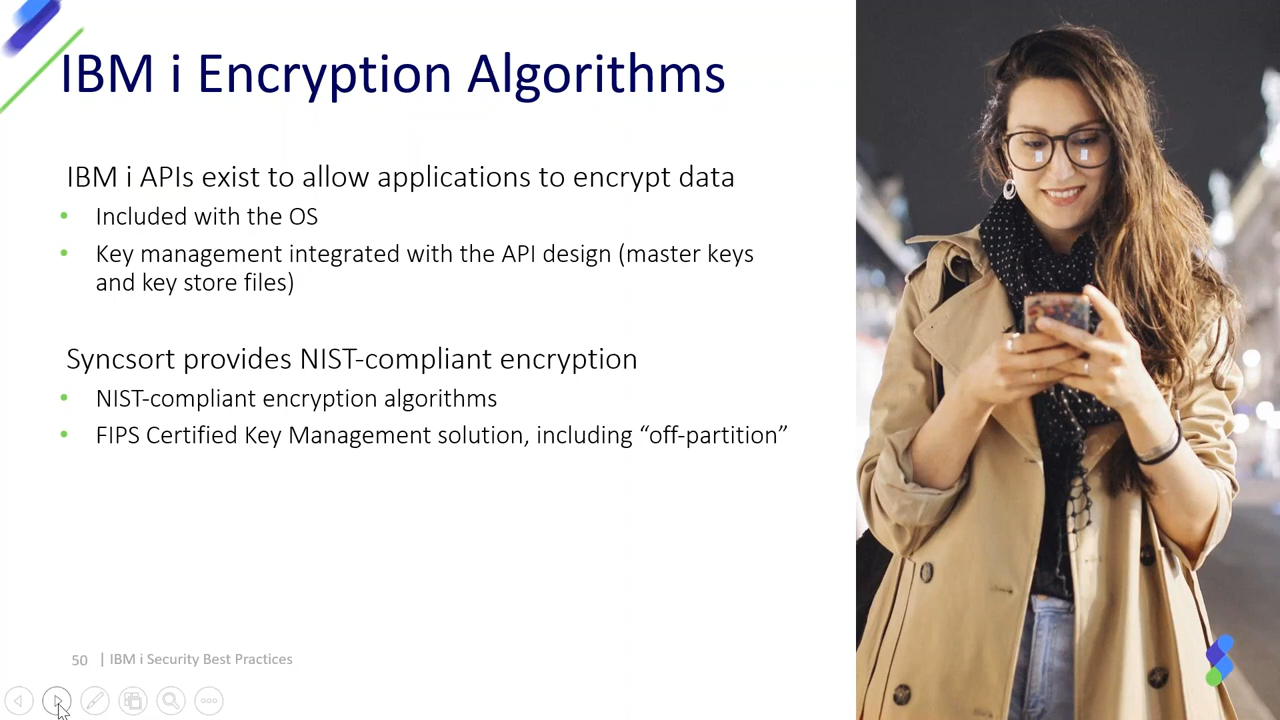 IBM i Encryption Algorithms
IBM i APIs exist to allow applications to encrypt data
• Included with the OS
• Key management integrated with the API design (master keys
and key store files)
Syncsort provides NIST-compliant encryption
• NIST-compliant encryption algorithms
• FIPS Certified Key Management solution, including “off-partition”
50 | IBM i Security Best Practices